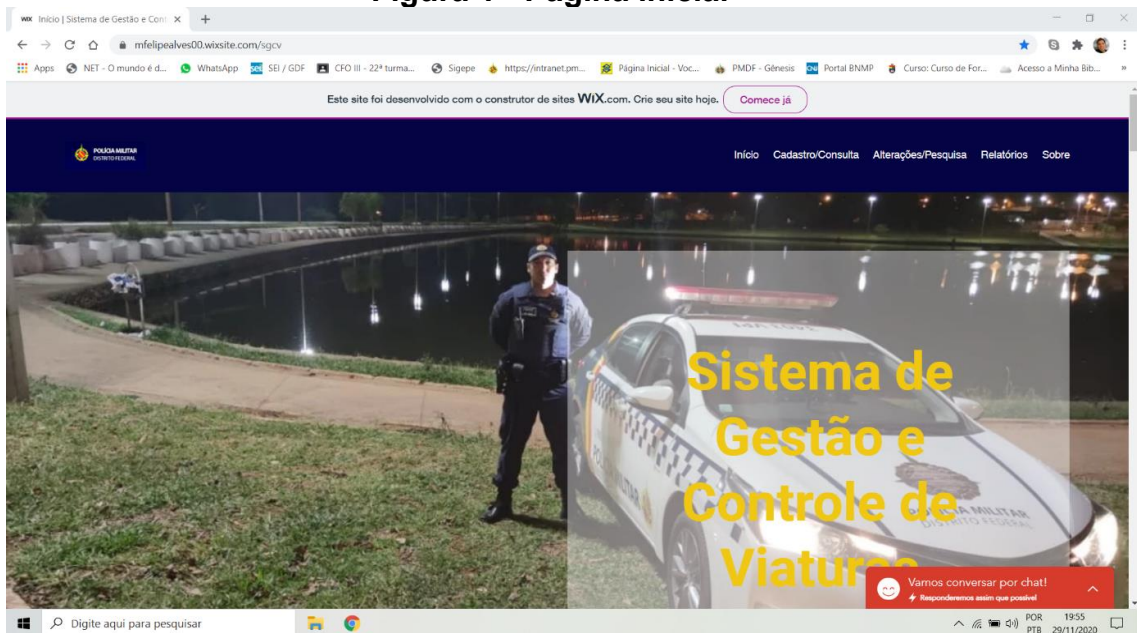 Figura 1 - Página Inicial
WiX Início | Sistema de Gestão e Cont
mfelipealves00.wixsite.com/sgcv
Apps NET - O mundo é d... WhatsApp SEI / GDF CFO III - 22ª turma... Sigepe https://intranet.pm... Página Inicial - Voc... PMDF - Gênesis Portal BNMP Curso: Curso de For... Acesso a Minha Bib... »
Este site foi desenvolvido com o construtor de sites WiX.com. Crie seu site hoje. Comece já
POLÍCIA MILITAR
DISTRITO FEDERAL
Início Cadastro/Consulta Alterações/Pesquisa Relatórios Sobre
Sistema de
Gestão e
Controle de
Viaturas
MILITAR
DISTRITO FEDERAL
Vamos conversar por chat!
Responderemos assim que possível
Digite aqui para pesquisar
POR
PTB
19:55
29/11/2020